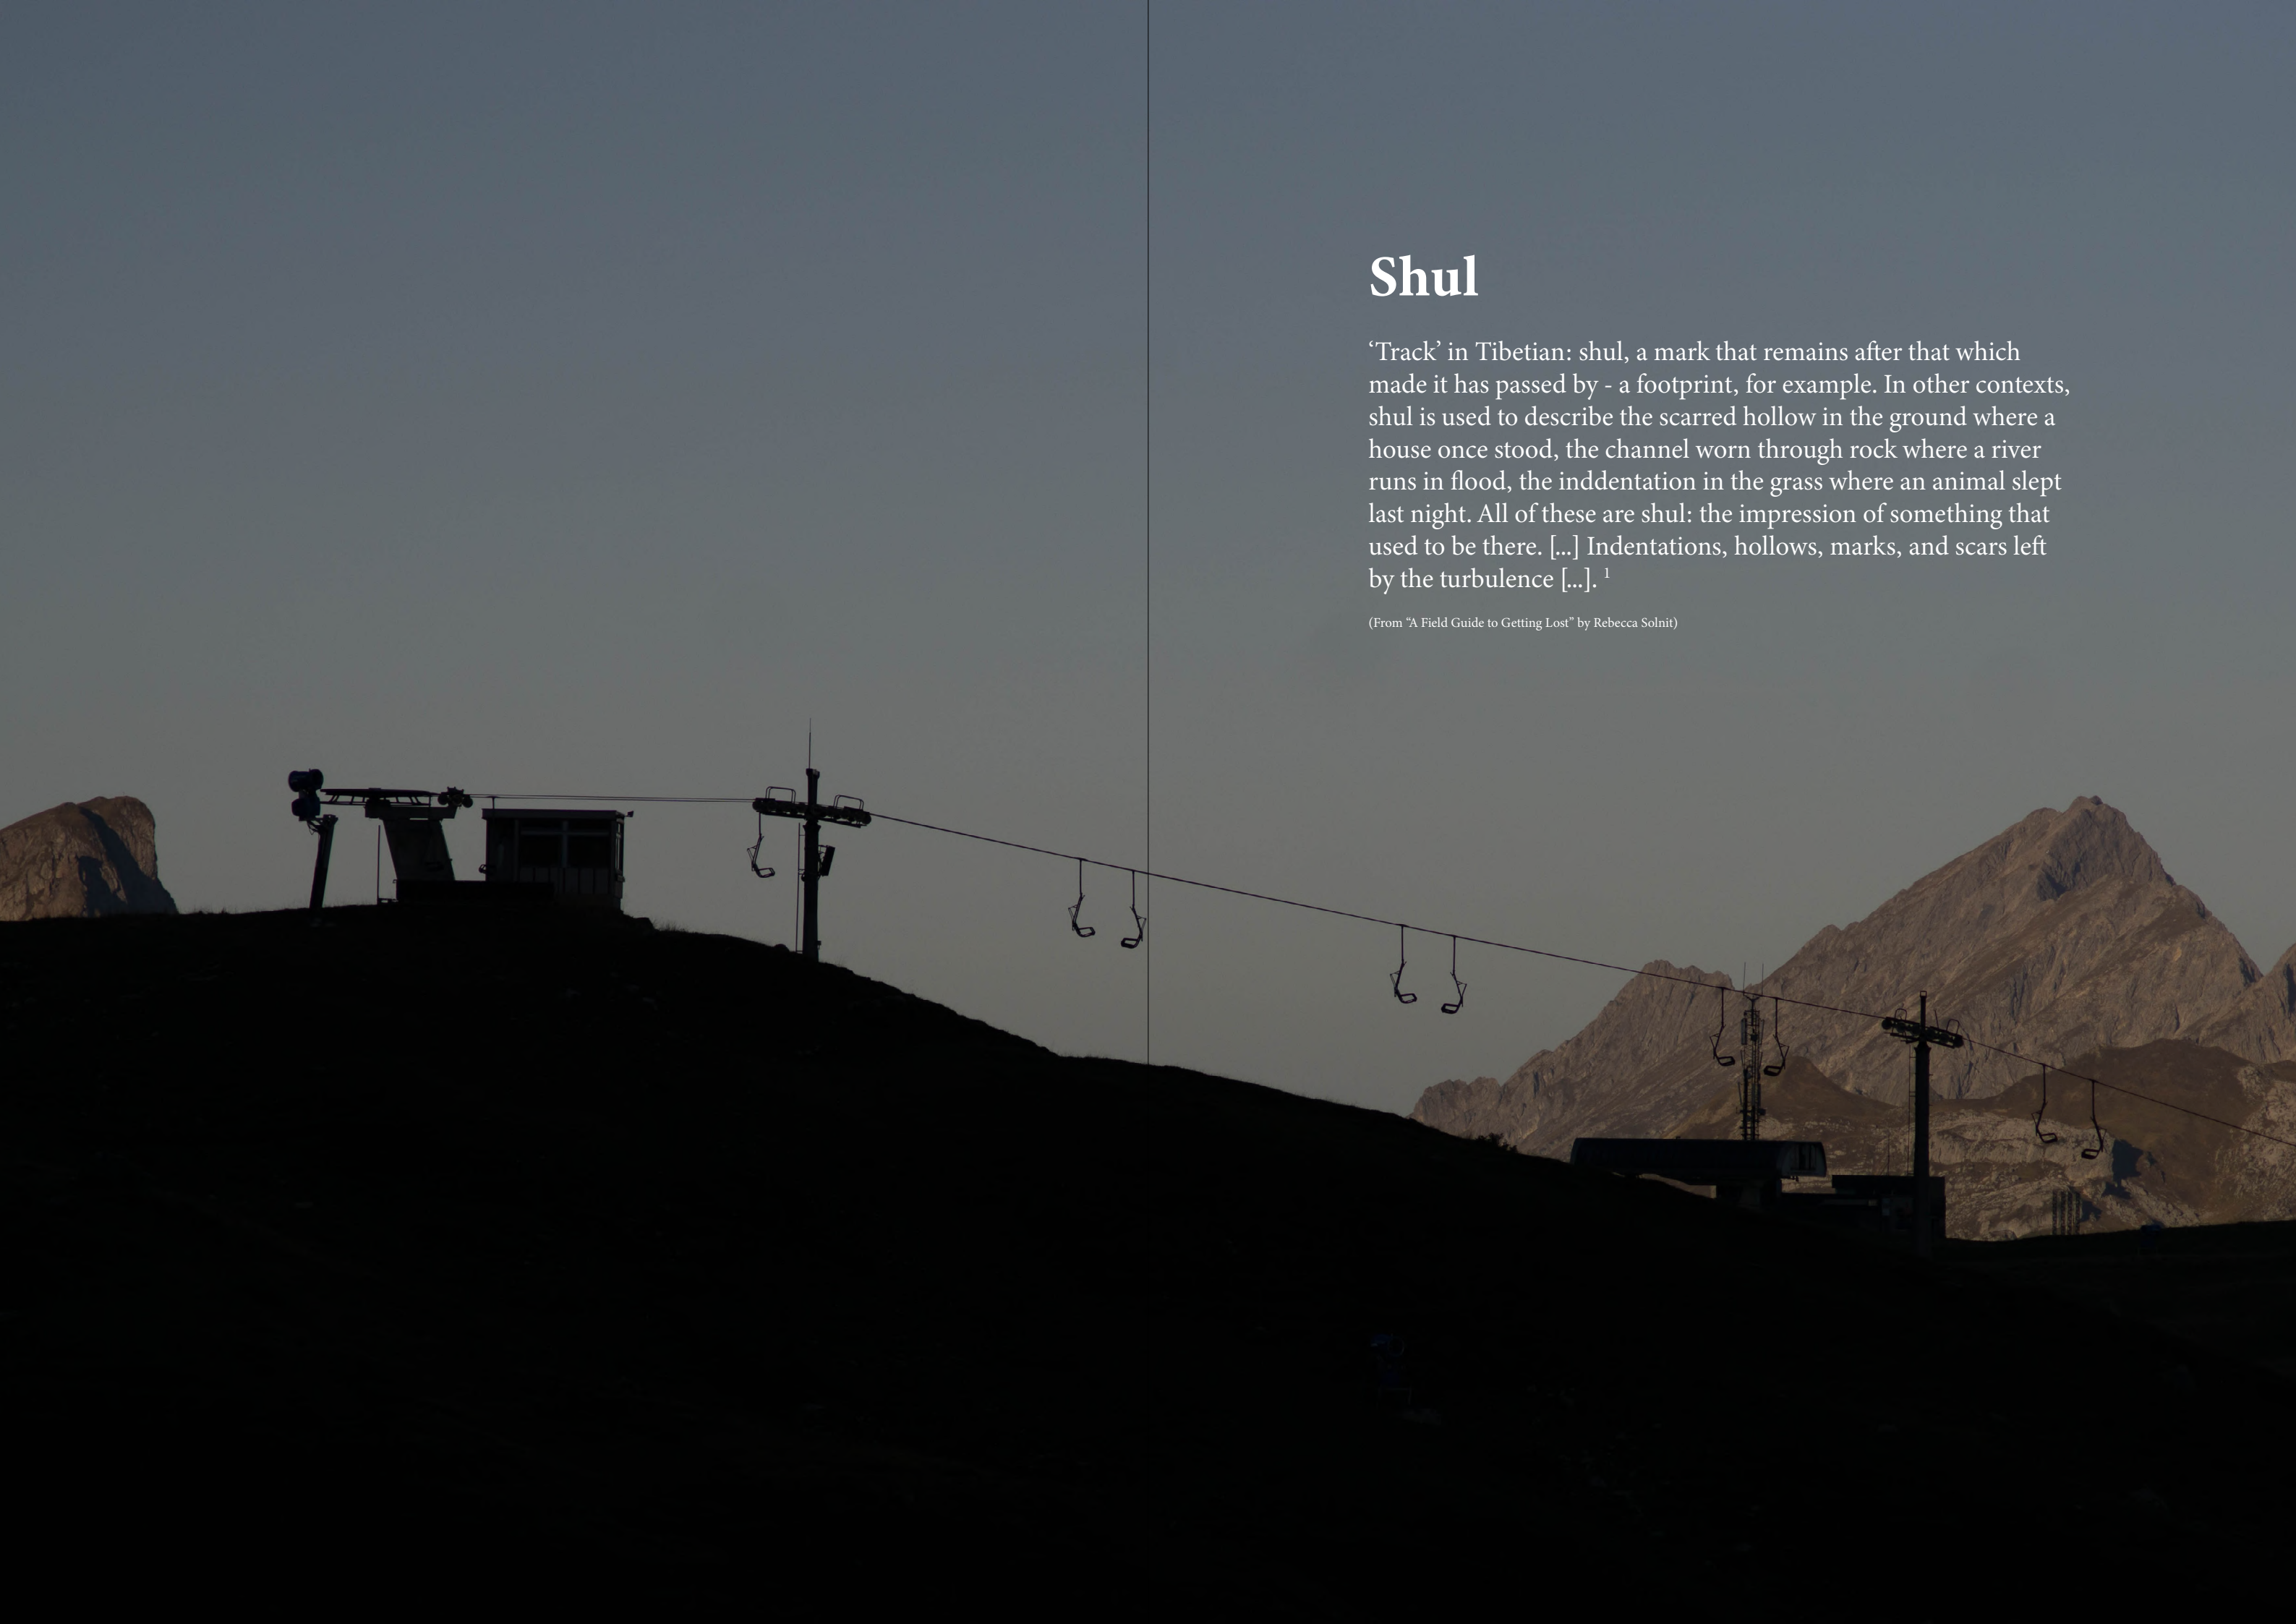 Shul
‘Track’ in Tibetian: shul, a mark that remains after that which
made it has passed by - a footprint, for example. In other contexts,
shul is used to describe the scarred hollow in the ground where a
house once stood, the channel worn through rock where a river
runs in flood, the inddentation in the grass where an animal slept
last night. All of these are shul: the impression of something that
used to be there. [...] Indentations, hollows, marks, and scars left
by the turbulence [...]. 1
(From “A Field Guide to Getting Lost” by Rebecca Solnit)